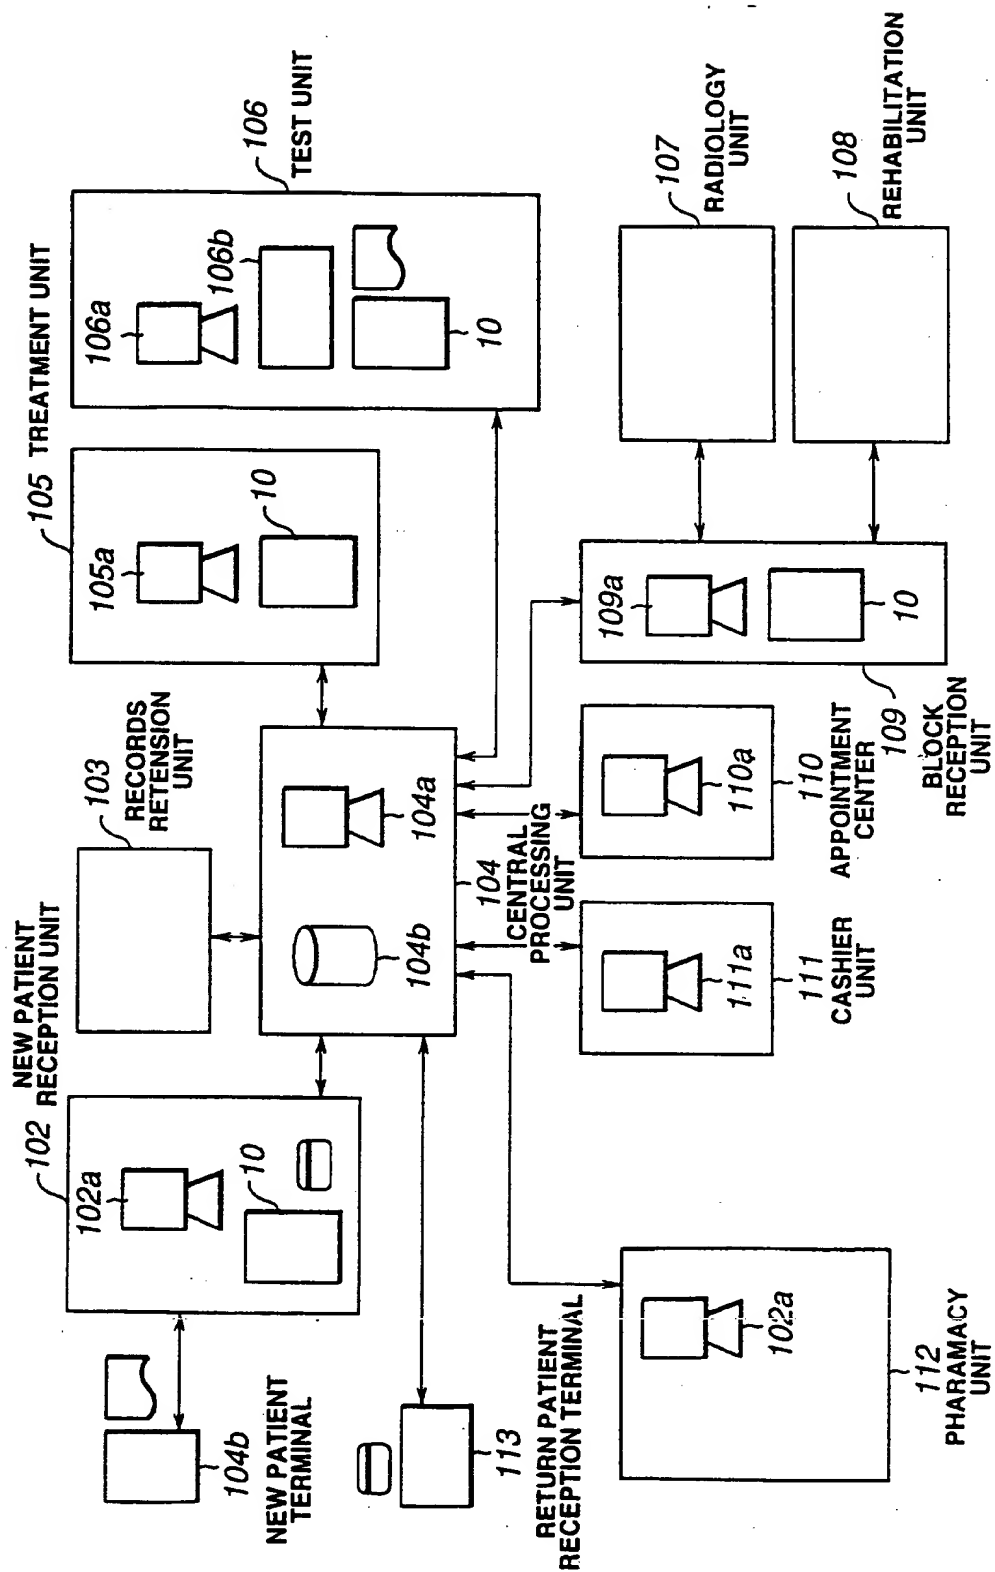 106
TEST UNIT
106a
106b
10
105 TREATMENT UNIT
105a
10
103
RECORDS
RETENSION
UNIT
NEW PATIENT
102 RECEPTION UNIT
102a
10
104b
NEW PATIENT
TERMINAL
113
RETURN PATIENT
RECEPTION TERMINAL
104a
104b
104
CENTRAL
PROCESSING
UNIT
107
RADIOLOGY
UNIT
108
REHABILITATION
UNIT
109a
10
109
BLOCK
RECEPTION
UNIT
110a
110
APPOINTMENT
CENTER
111a
111
CASHIER
UNIT
102a
112
PHARAMACY
UNIT